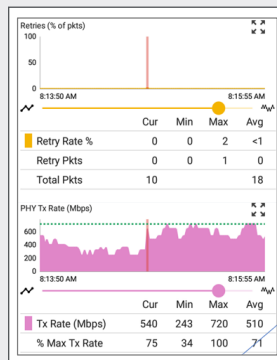 Retries (% of pkts)
100
50
0
8:13:50 AM 8:15:55 AM
Cur Min Max Avg
Retry Rate % 0 0 2 <1
Retry Pkts 0 0 1 0
Total Pkts 10 18
PHY Tx Rate (Mbps)
600
400
200
0
8:13:50 AM 8:15:55 AM
Cur Min Max Avg
Tx Rate (Mbps) 540 243 720 510
% Max Tx Rate 75 34 100 71